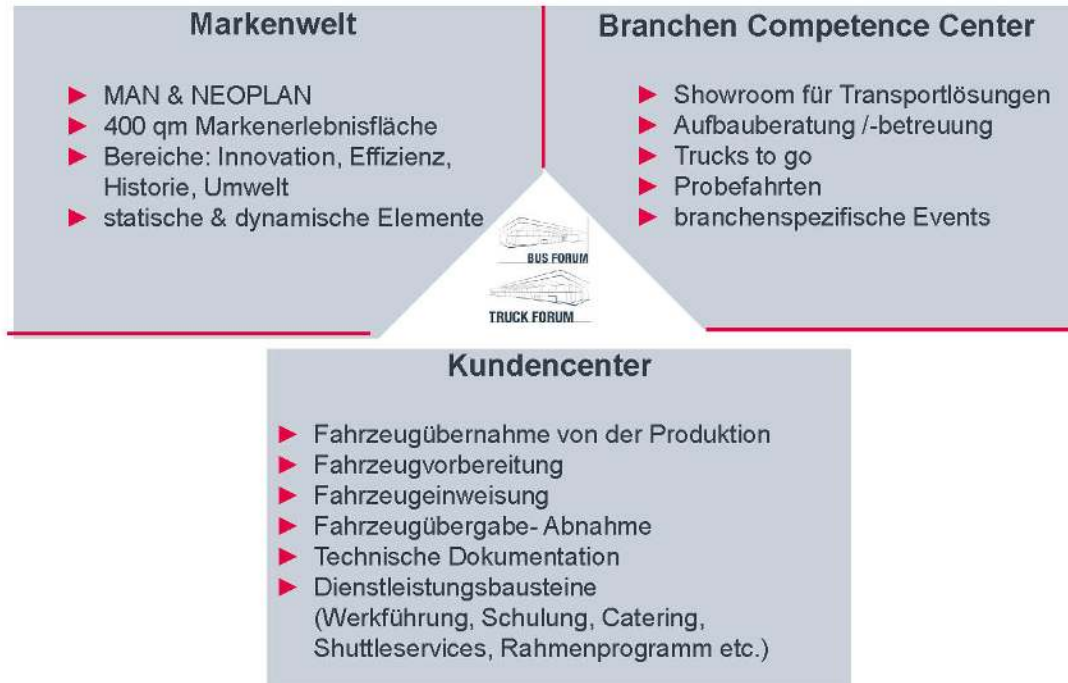 Markenwelt
MAN & NEOPLAN
400 qm Markenerlebnisfläche
Bereiche: Innovation, Effizienz,
Historie, Umwelt
statische & dynamische Elemente
Branchen Competence Center
Showroom für Transportlösungen
Aufbauberatung /-betreuung
Trucks to go
Probefahrten
branchenspezifische Events
BUS FORUM
TRUCK FORUM
Kundencenter
Fahrzeugübernahme von der Produktion
Fahrzeugvorbereitung
Fahrzeugeinweisung
Fahrzeugübergabe- Abnahme
Technische Dokumentation
Dienstleistungsbausteine
(Werkführung, Schulung, Catering,
Shuttleservices, Rahmenprogramm etc.)